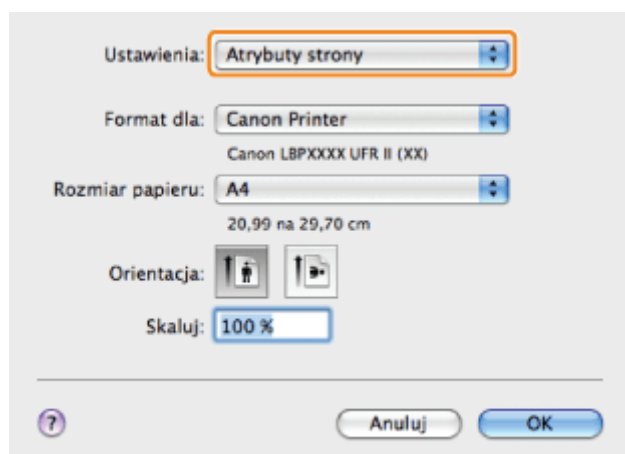 Ustawienia: Atrybuty strony
Format dla: Canon Printer
Canon LBPXXXX UFR II (XX)
Rozmiar papieru: A4
20,99 na 29,70 cm
Orientacja:
Skaluj: 100 %
? Anuluj OK